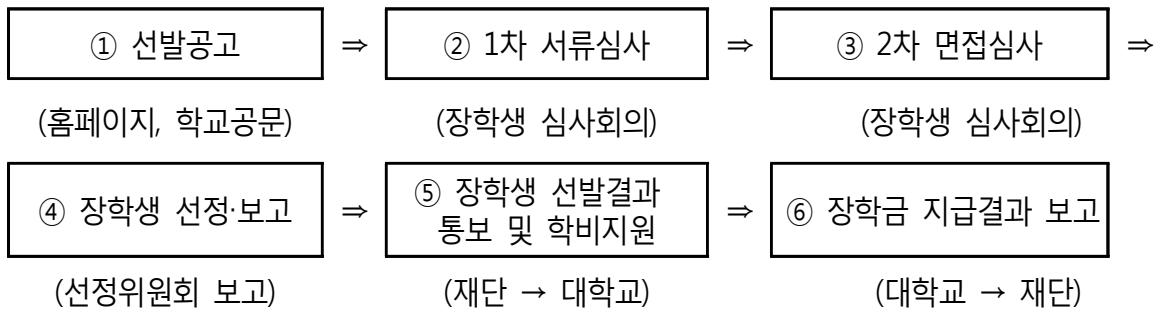 ① 선발공고 ⇒ ② 1차 서류심사 ⇒ ③ 2차 면접심사 ⇒
(홈페이지, 학교공문) (장학생 심사회의) (장학생 심사회의)
④ 장학생 선정·보고 ⇒ ⑤ 장학생 선발결과
통보 및 학비지원 ⇒ ⑥ 장학금 지급결과 보고
(선정위원회 보고) (재단 → 대학교) (대학교 → 재단)